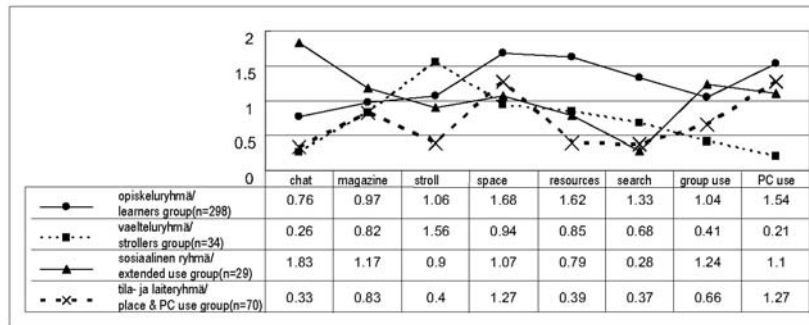 2
1.5
1
0.5
0
chat magazine stroll space resources search group use PC use
opiskeluryhmä/
learners group(n=298) 0.76 0.97 1.06 1.68 1.62 1.33 1.04 1.54
vaelteluryhmä/
strollers group(n=34) 0.26 0.82 1.56 0.94 0.85 0.68 0.41 0.21
sosiaalinen ryhmä/
extended use group(n=29) 1.83 1.17 0.9 1.07 0.79 0.28 1.24 1.1
tila- ja laiteryhmä/
place & PC use group(n=70) 0.33 0.83 0.4 1.27 0.39 0.37 0.66 1.27